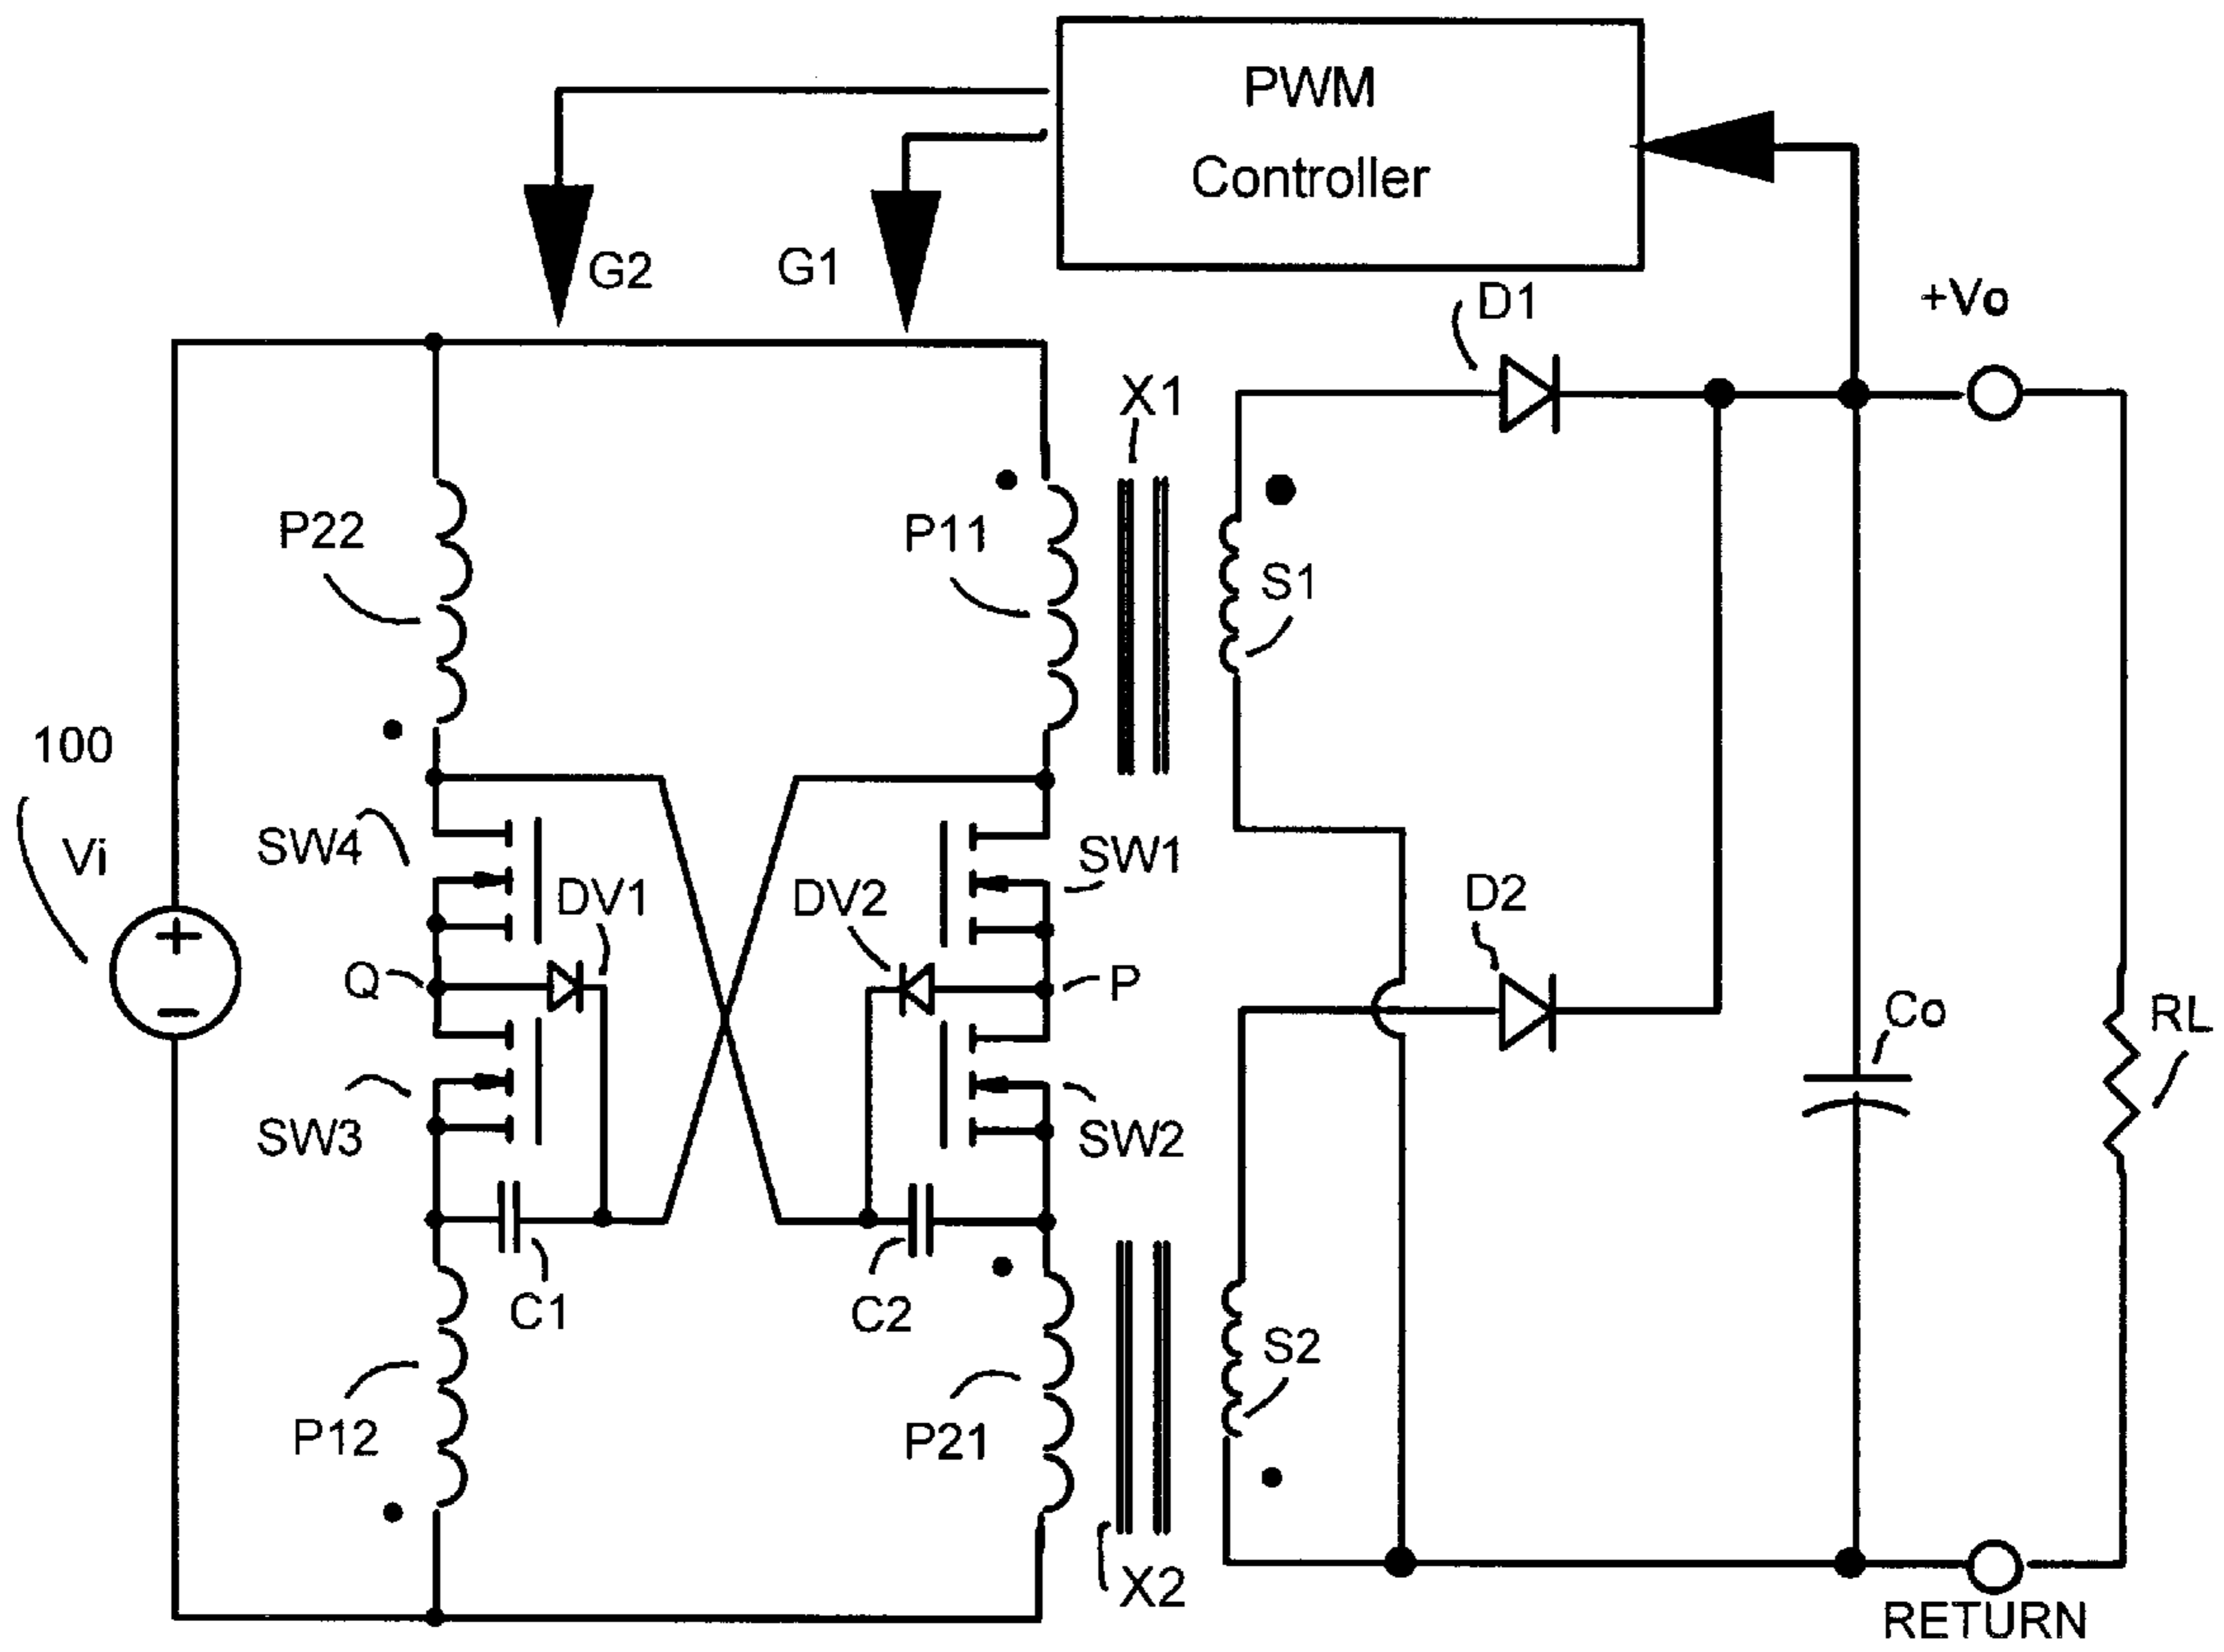 PWM
Controller
G2
G1
D1
+Vo
X1
P22
P11
S1
100
Vi
SW4
SW1
DV1
DV2
D2
Q
P
Co
RL
SW3
SW2
C1
C2
S2
P12
P21
X2
RETURN